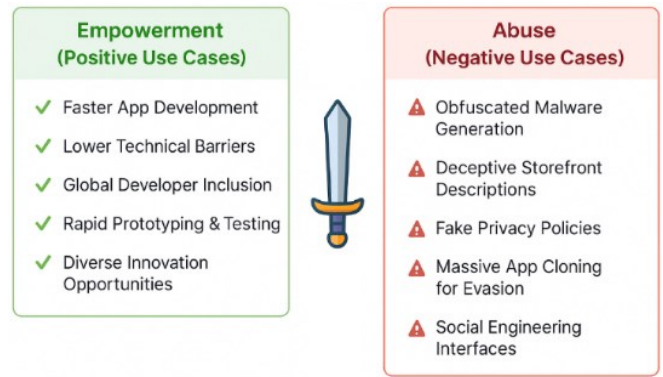 Empowerment
(Positive Use Cases)
Faster App Development
Lower Technical Barriers
Global Developer Inclusion
Rapid Prototyping & Testing
Diverse Innovation
Opportunities
Abuse
(Negative Use Cases)
Obfuscated Malware
Generation
Deceptive Storefront
Descriptions
Fake Privacy Policies
Massive App Cloning
for Evasion
Social Engineering
Interfaces